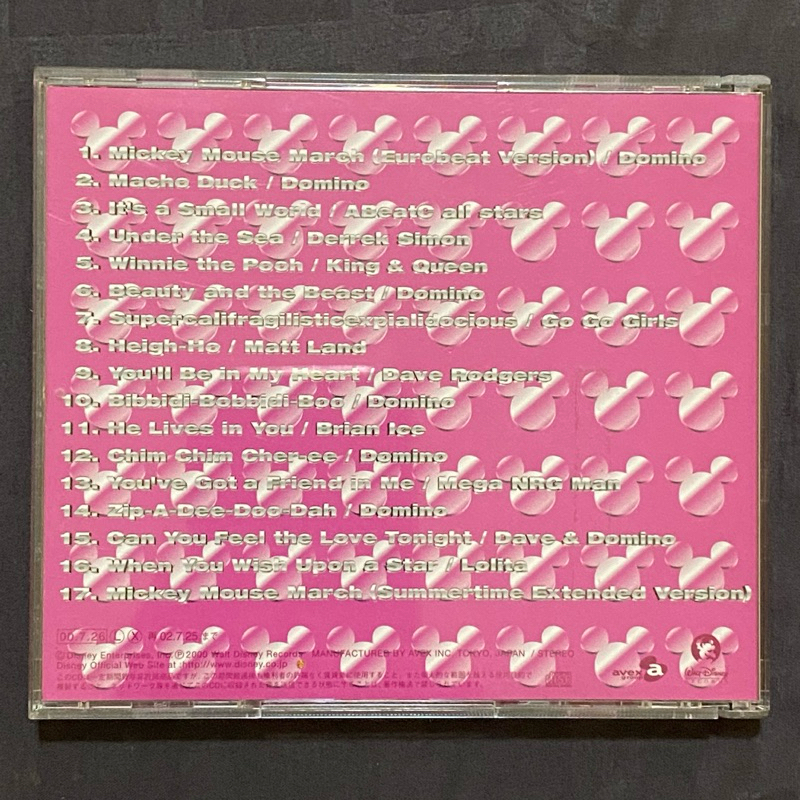 1. Mickey Mouse March (Eurobeat Version) / Domino
2. Macho Duck / Domino
3. It's a Small World / ABeatC all stars
4. Under the Sea / Derrek Simon
5. Winnie the Pooh / King & Queen
6. Beauty and the Beast / Domino
7. Supercalifragilisticexpialidocious / Go Go Girls
8. Heigh-Ho / Matt Land
9. You'll Be in My Heart / Dave Rodgers
10. Bibbidi-Bobbidi-Boo / Domino
11. He Lives in You / Brian Ice
12. Chim Chim Cher-ee / Domino
13. You've Got a Friend in Me / Mega NRG Man
14. Zip-A-Dee-Doo-Dah / Domino
15. Can You Feel the Love Tonight / Dave & Domino
16. When You Wish Upon a Star / Lolita
17. Mickey Mouse March (Summertime Extended Version)
00.7.26 L X 再02.7.25まで
©Disney Enterprises, Inc. ℗2000 Walt Disney Records MANUFACTURED BY AVEX INC. TOKYO, JAPAN / STEREO
Disney Official Web Site at :http://www.disney.co.jp
avex